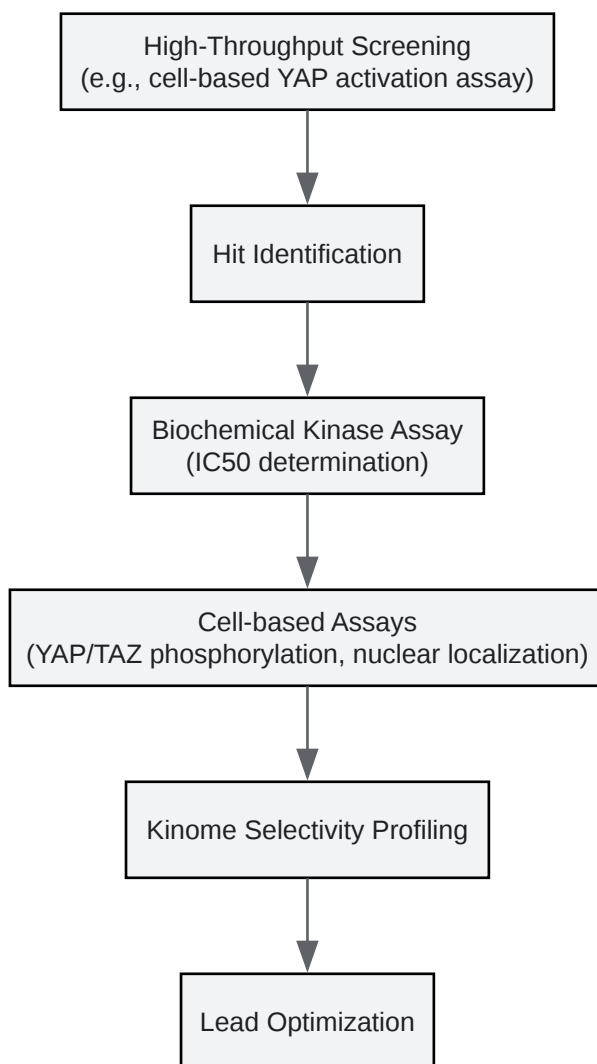 High-Throughput Screening
(e.g., cell-based YAP activation assay)
Hit Identification
Biochemical Kinase Assay
(IC50 determination)
Cell-based Assays
(YAP/TAZ phosphorylation, nuclear localization)
Kinome Selectivity Profiling
Lead Optimization